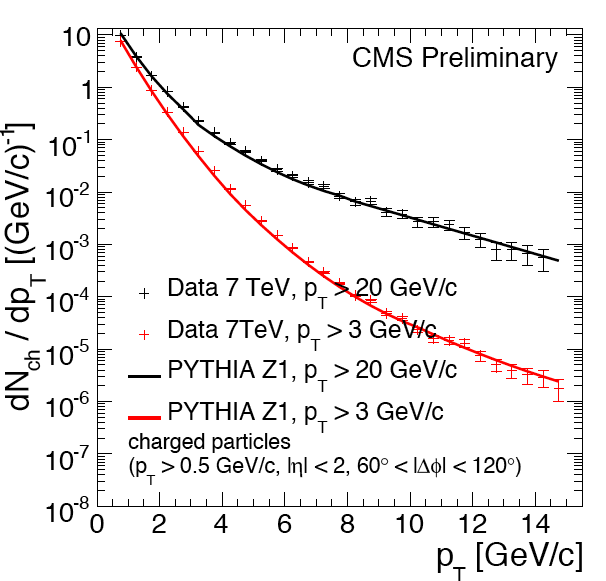 CMS Preliminary
dN_ch / dp_T [(GeV/c)^-1]
10
1
10^-1
10^-2
10^-3
10^-4
10^-5
10^-6
10^-7
10^-8
Data 7 TeV, p_T > 20 GeV/c
Data 7TeV, p_T > 3 GeV/c
PYTHIA Z1, p_T > 20 GeV/c
PYTHIA Z1, p_T > 3 GeV/c
charged particles
(p_T > 0.5 GeV/c, |η| < 2, 60° < |Δϕ| < 120°)
0 2 4 6 8 10 12 14
p_T [GeV/c]